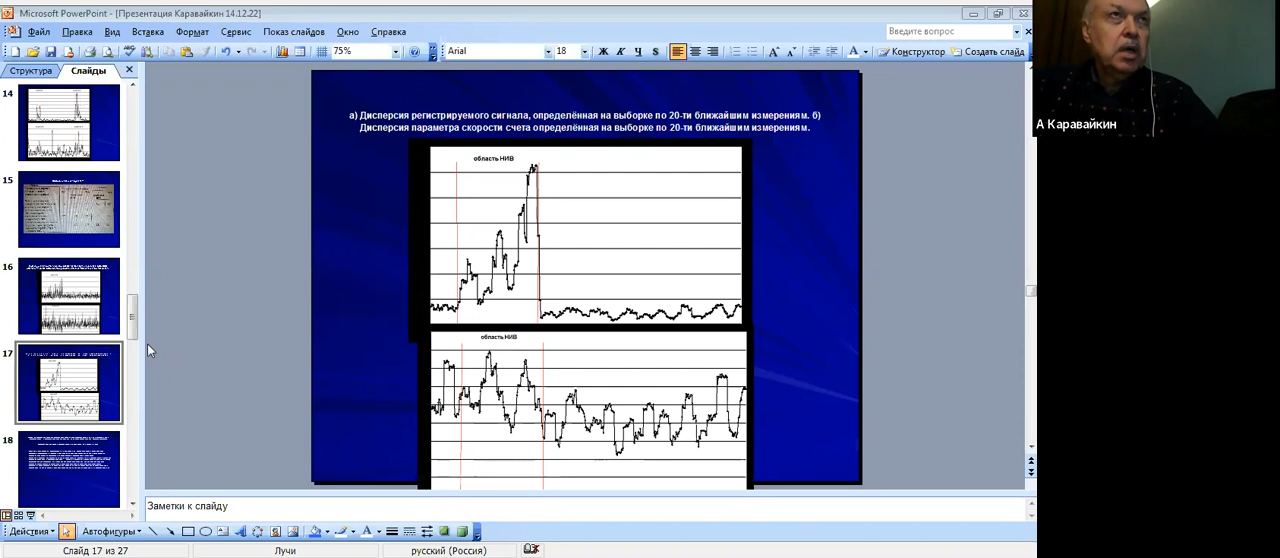 Microsoft PowerPoint - [Презентация Каравайкин 14.12.22]
Файл Правка Вид Вставка Формат Сервис Показ слайдов Окно Справка
Введите вопрос
75%
Arial
18
Ж К Ч S
Конструктор
Создать слайд
Структура
Слайды
14
15
16
17
18
а) Дисперсия регистрируемого сигнала, определённая на выборке по 20-ти ближайшим измерениям. б)
Дисперсия параметра скорости счета определённая на выборке по 20-ти ближайшим измерениям.
область НИВ
область НИВ
А Каравайкин
Заметки к слайду
Действия
Автофигуры
Слайд 17 из 27
Лучи
русский (Россия)